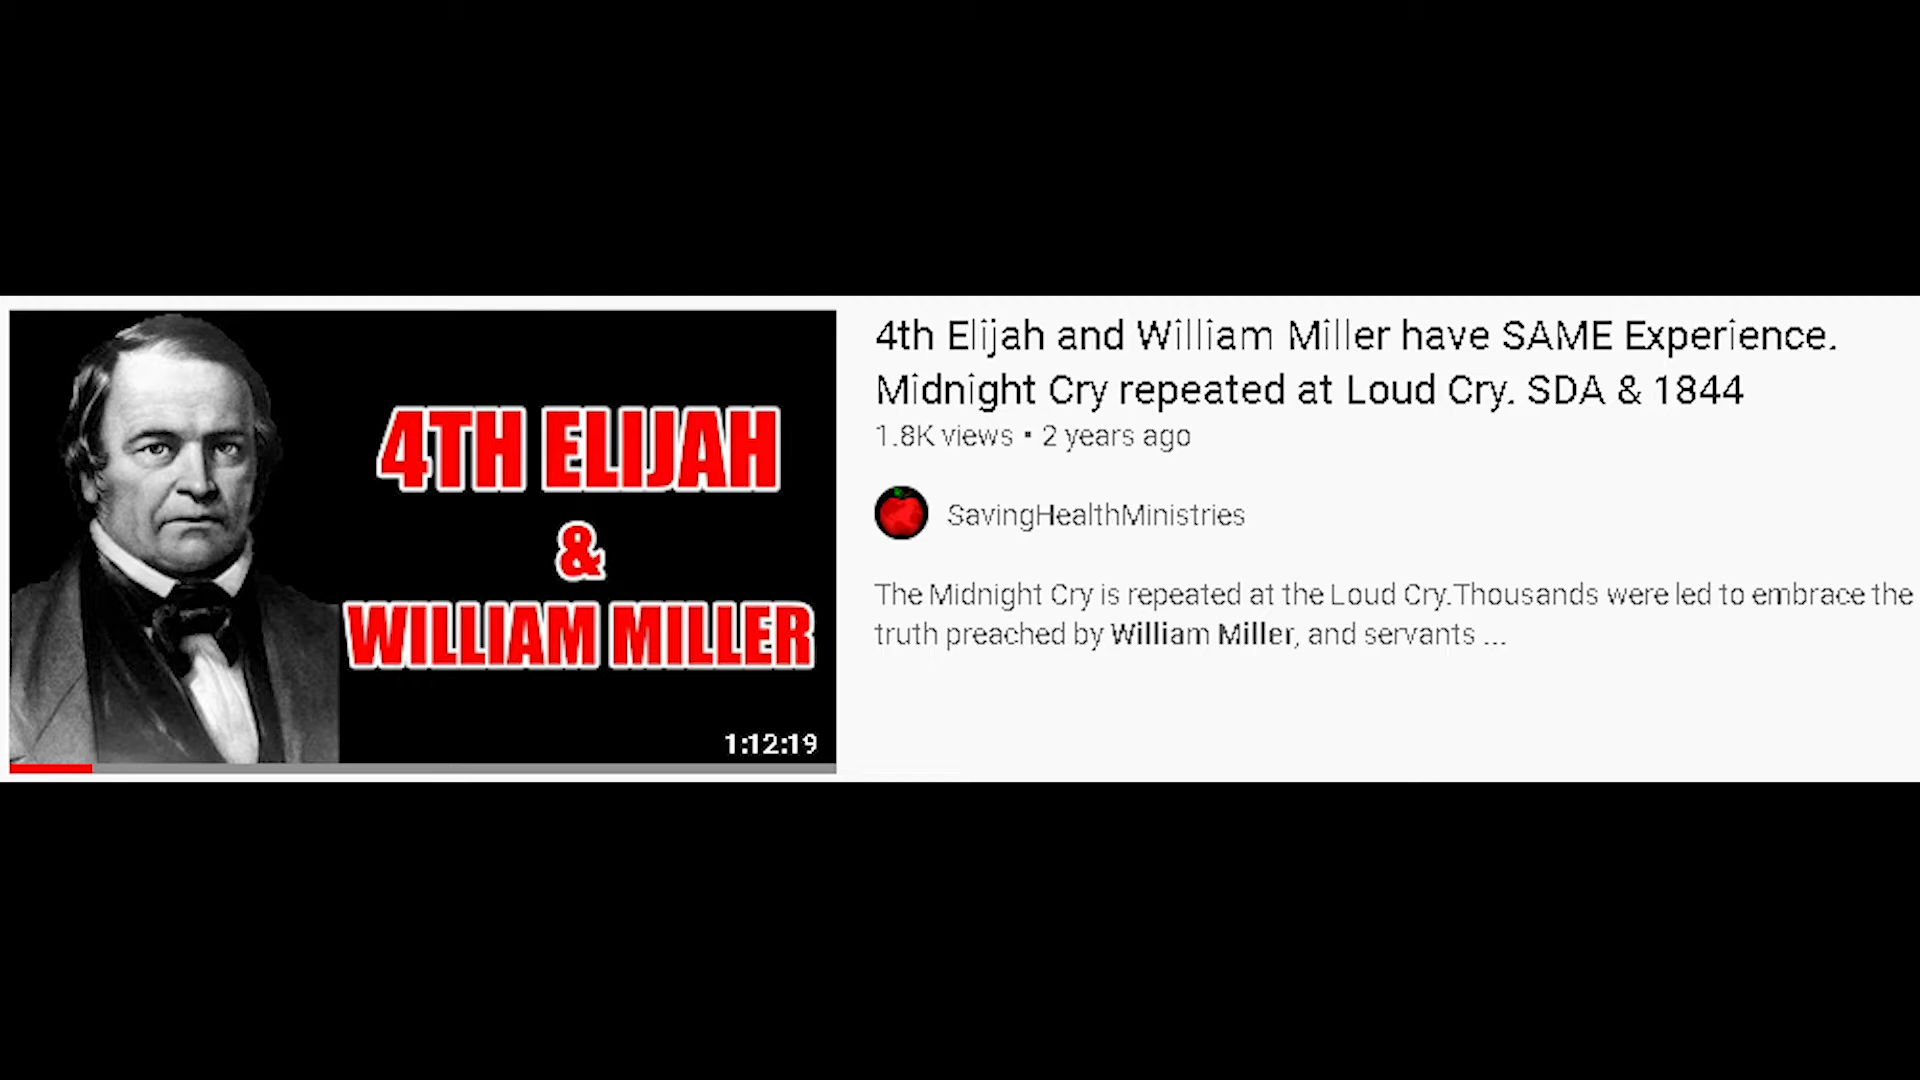 4TH ELIJAH
&
WILLIAM MILLER
1:12:19
4th Elijah and William Miller have SAME Experience.
Midnight Cry repeated at Loud Cry. SDA & 1844
1.8K views • 2 years ago
SavingHealthMinistries
The Midnight Cry is repeated at the Loud Cry.Thousands were led to embrace the
truth preached by William Miller, and servants ...